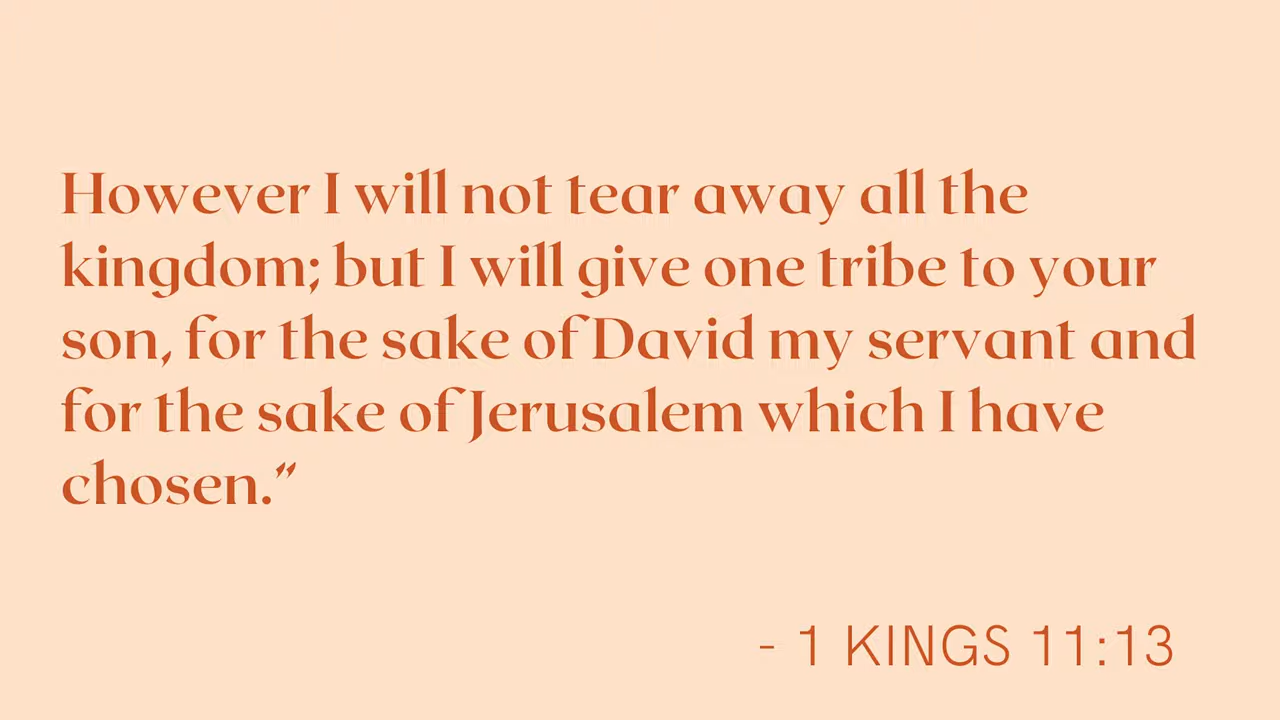 However I will not tear away all the
kingdom; but I will give one tribe to your
son, for the sake of David my servant and
for the sake of Jerusalem which I have
chosen.”
- 1 KINGS 11:13